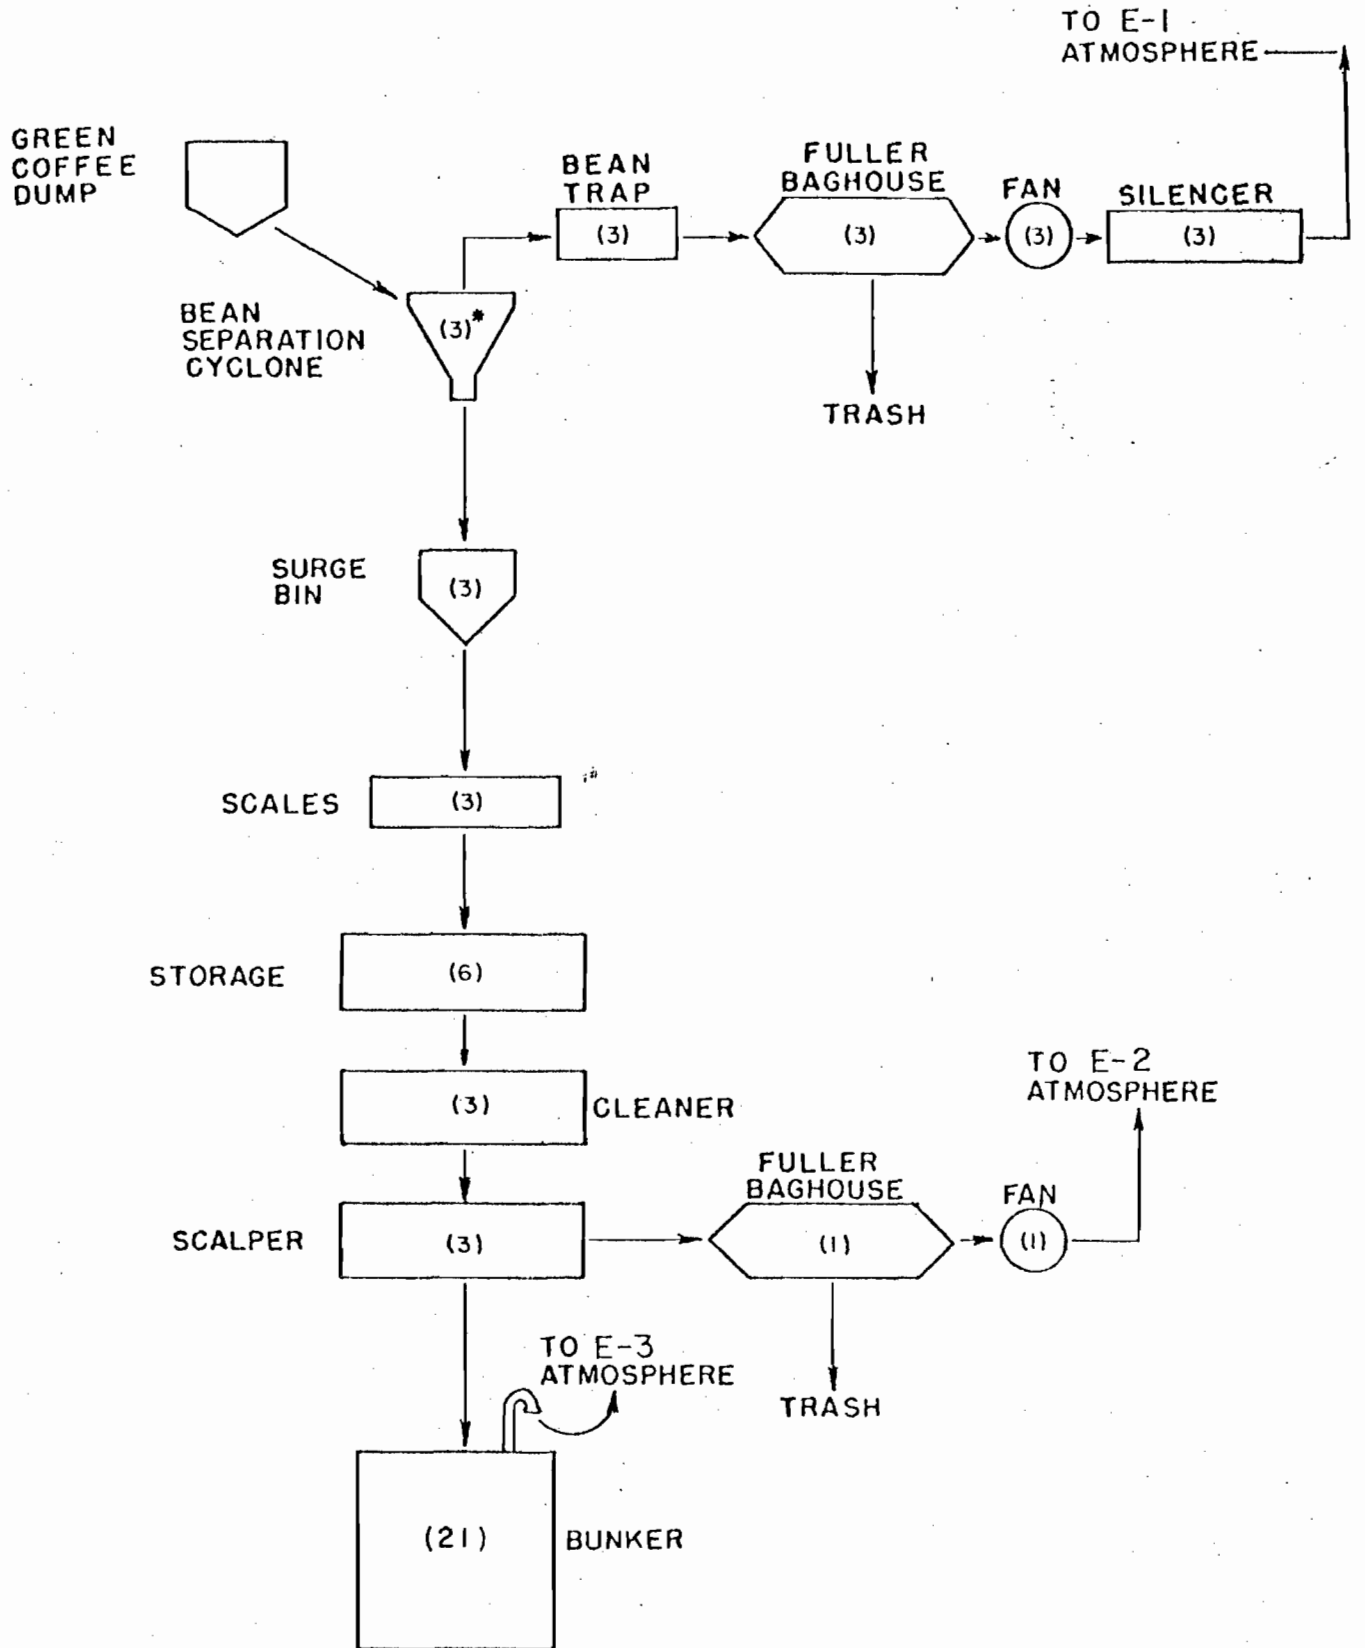 TO E-1
ATMOSPHERE
GREEN
COFFEE
DUMP
BEAN
TRAP
(3)
FULLER
BAGHOUSE
(3)
FAN
(3)
SILENCER
(3)
BEAN
SEPARATION
CYCLONE
(3)*
TRASH
SURGE
BIN
(3)
SCALES
(3)
STORAGE
(6)
(3)
CLEANER
TO E-2
ATMOSPHERE
SCALPER
(3)
FULLER
BAGHOUSE
(1)
FAN
(1)
TO E-3
ATMOSPHERE
TRASH
(21)
BUNKER